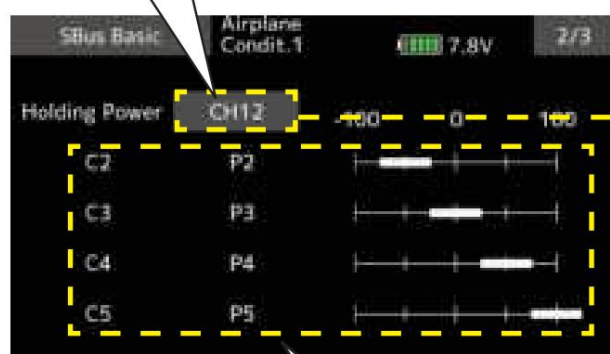 SBus Basic Airplane Condit.1 7.8V 2/3
Holding Power CH12 -100 0 100
C2 P2
C3 P3
C4 P4
C5 P5